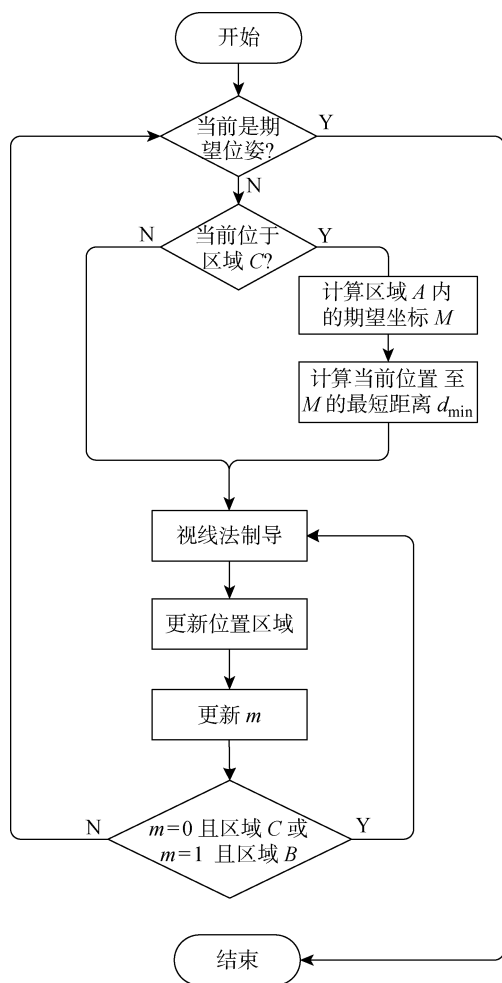 开始
当前是期
望位姿?
Y
N
当前位于
区域 C?
N
Y
计算区域 A 内
的期望坐标 M
计算当前位置 至
M 的最短距离 dmin
视线法制导
更新位置区域
更新 m
m=0 且区域 C 或
m=1 且区域 B
N
Y
结束